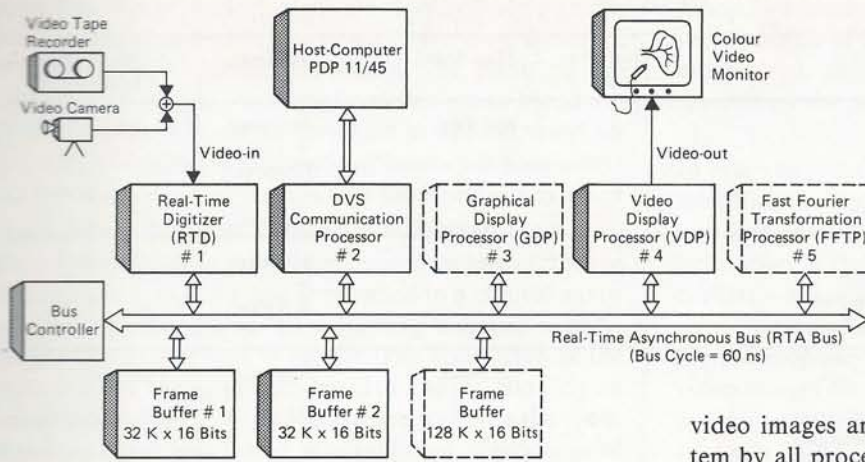 Video Tape
Recorder
Video Camera
Video-in
Host-Computer
PDP 11/45
Colour
Video
Monitor
Video-out
Real-Time
Digitizer
(RTD)
# 1
DVS
Communication
Processor
# 2
Graphical
Display
Processor (GDP)
# 3
Video
Display
Processor (VDP)
# 4
Fast Fourier
Transformation
Processor (FFTP)
# 5
Bus
Controller
Real-Time Asynchronous Bus (RTA Bus)
(Bus Cycle = 60 ns)
Frame
Buffer # 1
32 K x 16 Bits
Frame
Buffer # 2
32 K x 16 Bits
Frame
Buffer
128 K x 16 Bits
video images an
tem by all proce